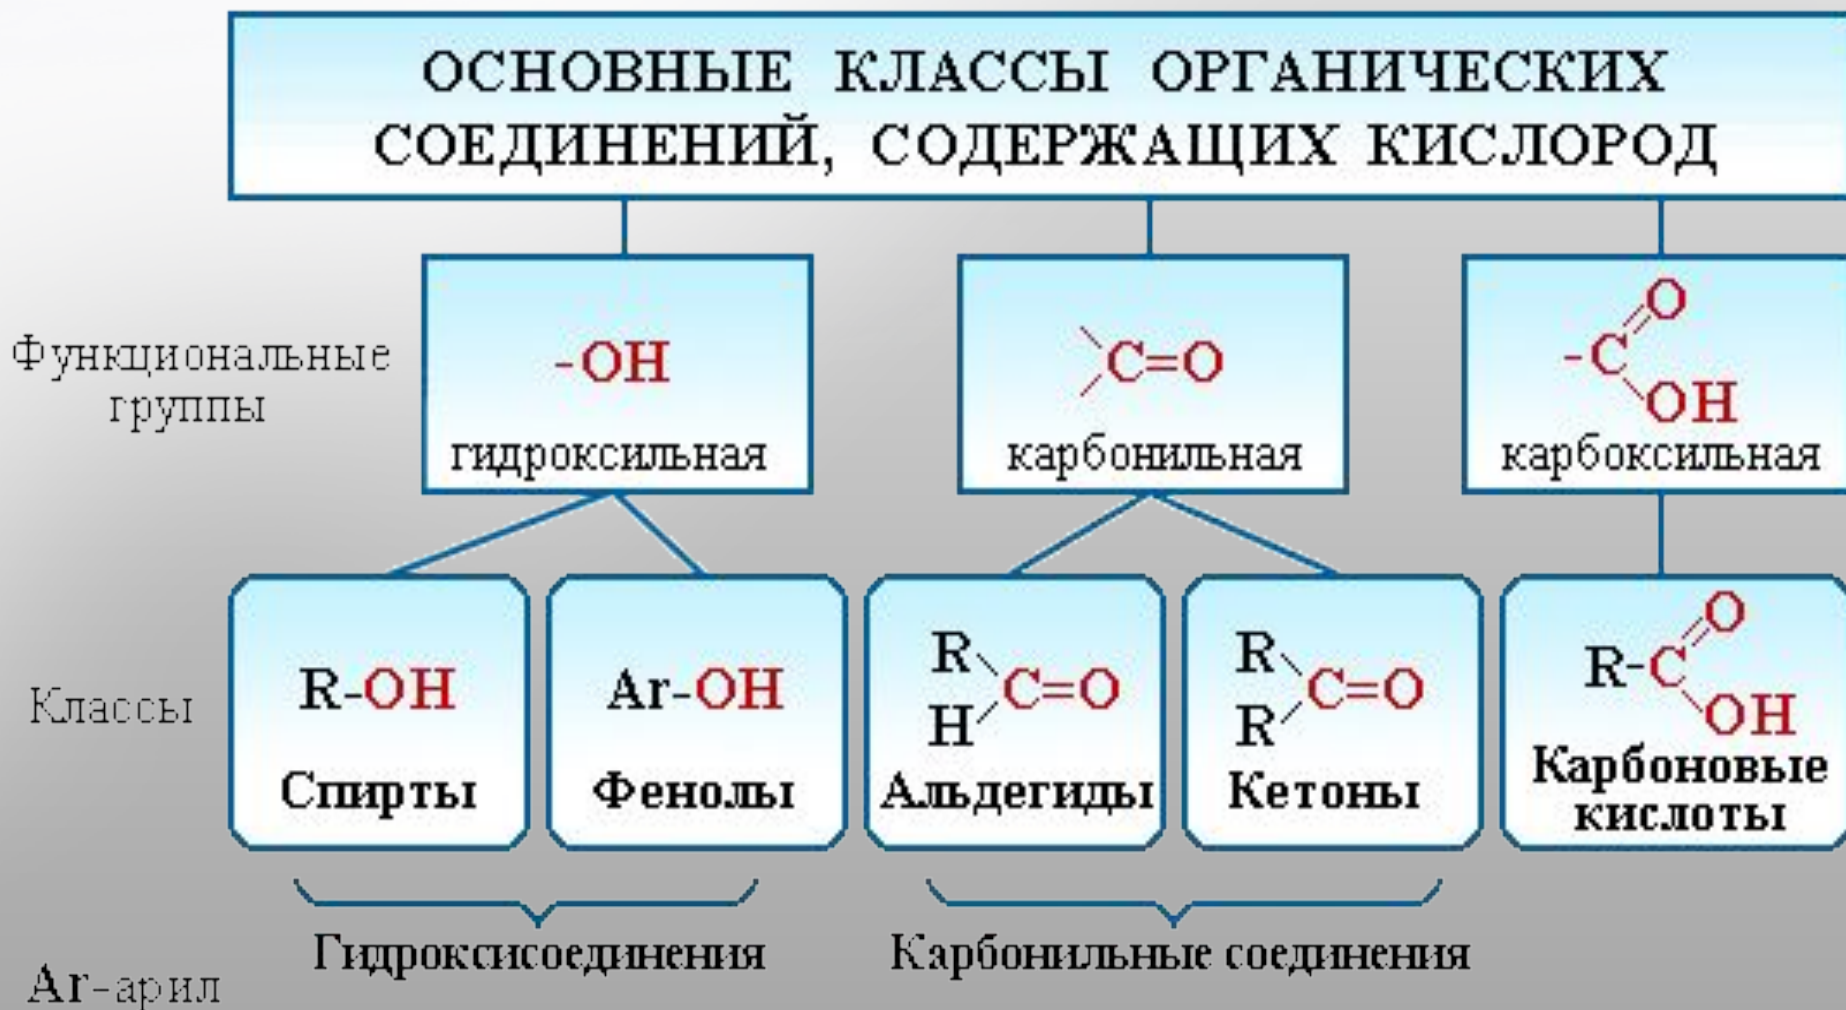 ОСНОВНЫЕ КЛАССЫ ОРГАНИЧЕСКИХ
СОЕДИНЕНИЙ, СОДЕРЖАЩИХ КИСЛОРОД
Функциональные
группы
-OH
гидроксильная
C=O
карбонильная
-C
O
OH
карбоксильная
Классы
R-OH
Спирты
Ar-OH
Фенолы
R
H
C=O
Альдегиды
R
R
C=O
Кетоны
R-C
O
OH
Карбоновые
кислоты
Гидроксисоединения
Карбонильные соединения
Ar-арил